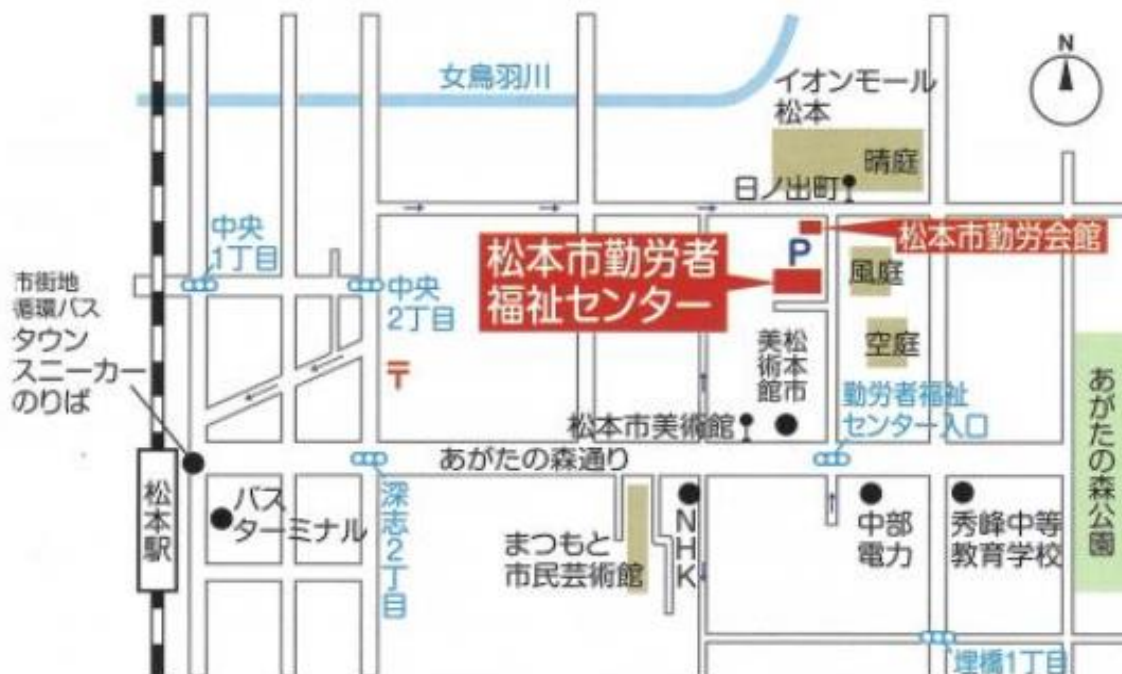 女鳥羽川
N
イオンモール
松本
晴庭
日ノ出町
中央
1丁目
P
松本市勤労会館
松本市勤労者
福祉センター
風庭
市街地
循環バス
タウン
スニーカー
のりば
中央
2丁目
空庭
松本市
美術館
〒
あがたの森公園
勤労者福祉
センター入口
松本市美術館
あがたの森通り
松本駅
バス
ターミナル
深志2丁目
まつもと
市民芸術館
NHK
中部
電力
秀峰中等
教育学校
埋橋1丁目